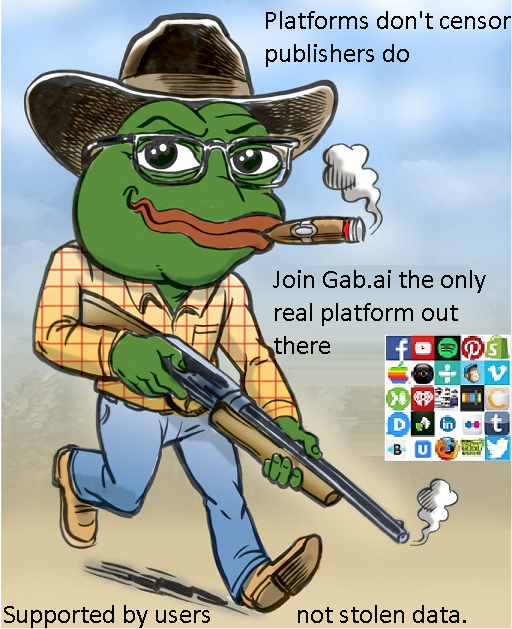 Platforms don't censor
publishers do
Join Gab.ai the only
real platform out
there
Supported by users not stolen data.